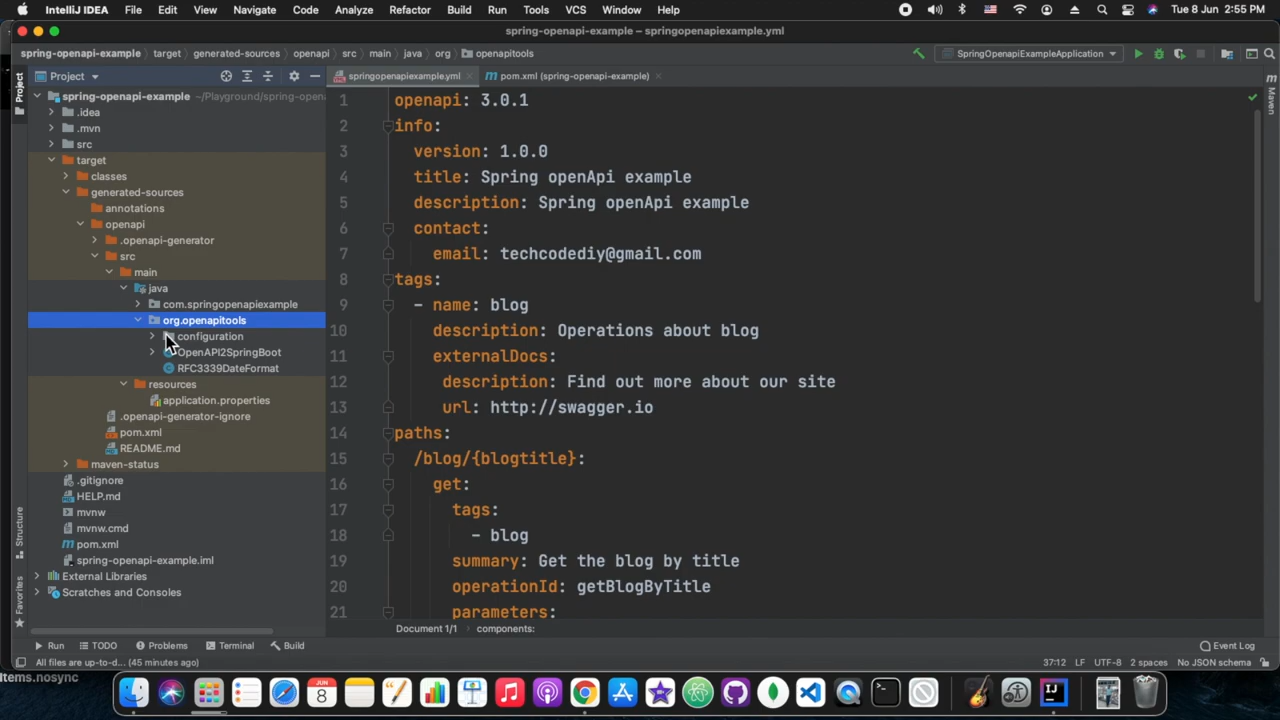 IntelliJ IDEA File Edit View Navigate Code Analyze Refactor Build Run Tools VCS Window Help Tue 8 Jun 2:55 PM
spring-openapi-example – springopenapiexample.yml
spring-openapi-example target generated-sources openapi src main java org openapitools SpringOpenapiExampleApplication
Project springopenapiexample.yml pom.xml (spring-openapi-example)
Project
Structure
Favorites
Maven
spring-openapi-example ~/Playground/spring-opena
.idea
.mvn
src
target
classes
generated-sources
annotations
openapi
.openapi-generator
src
main
java
com.springopenapiexample
org.openapitools
configuration
OpenAPI2SpringBoot
RFC3339DateFormat
resources
application.properties
.openapi-generator-ignore
pom.xml
README.md
maven-status
.gitignore
HELP.md
mvnw
mvnw.cmd
pom.xml
spring-openapi-example.iml
External Libraries
Scratches and Consoles
1 openapi: 3.0.1
2 info:
3 version: 1.0.0
4 title: Spring openApi example
5 description: Spring openApi example
6 contact:
7 email: techcodediy@gmail.com
8 tags:
9 - name: blog
10 description: Operations about blog
11 externalDocs:
12 description: Find out more about our site
13 url: http://swagger.io
14 paths:
15 /blog/{blogtitle}:
16 get:
17 tags:
18 - blog
19 summary: Get the blog by title
20 operationId: getBlogByTitle
21 parameters:
Document 1/1 components:
Run TODO Problems Terminal Build Event Log
All files are up-to-d... (45 minutes ago) 37:12 LF UTF-8 2 spaces No JSON schema
Items.nosync
JUN
8